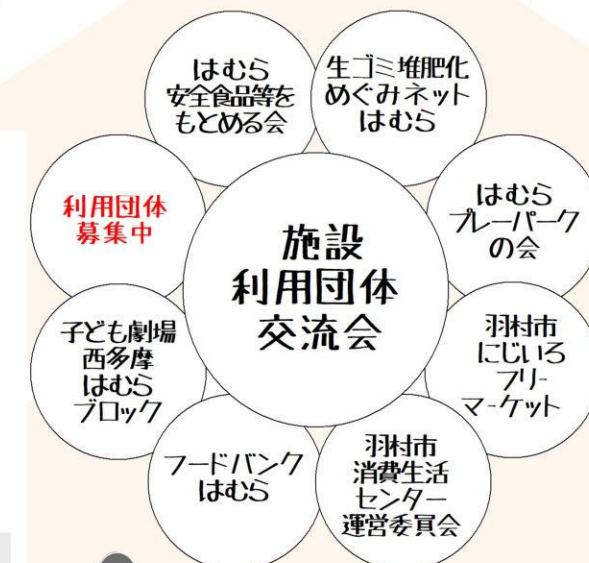 はむら
安全食品等を
もとめる会
生ゴミ堆肥化
めぐみネット
はむら
利用団体
募集中
はむら
プレーパーク
の会
施設
利用団体
交流会
子ども劇場
西多摩
はむら
ブロック
羽村市
にじいろ
フリー
マーケット
フードバンク
はむら
羽村市
消費生活
センター
運営委員会